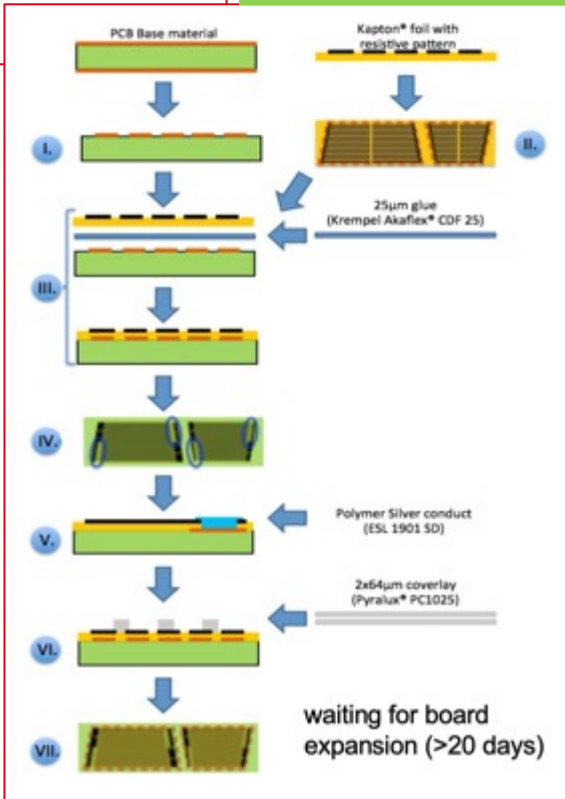 PCB Base material
Kapton® foil with
resistive pattern
I.
II.
25μm glue
(Krempel Akaflex® CDF 25)
III.
IV.
Polymer Silver conduct
(ESL 1901 SD)
V.
2x64μm coverlay
(Pyralux® PC1025)
VI.
waiting for board
expansion (>20 days)
VII.